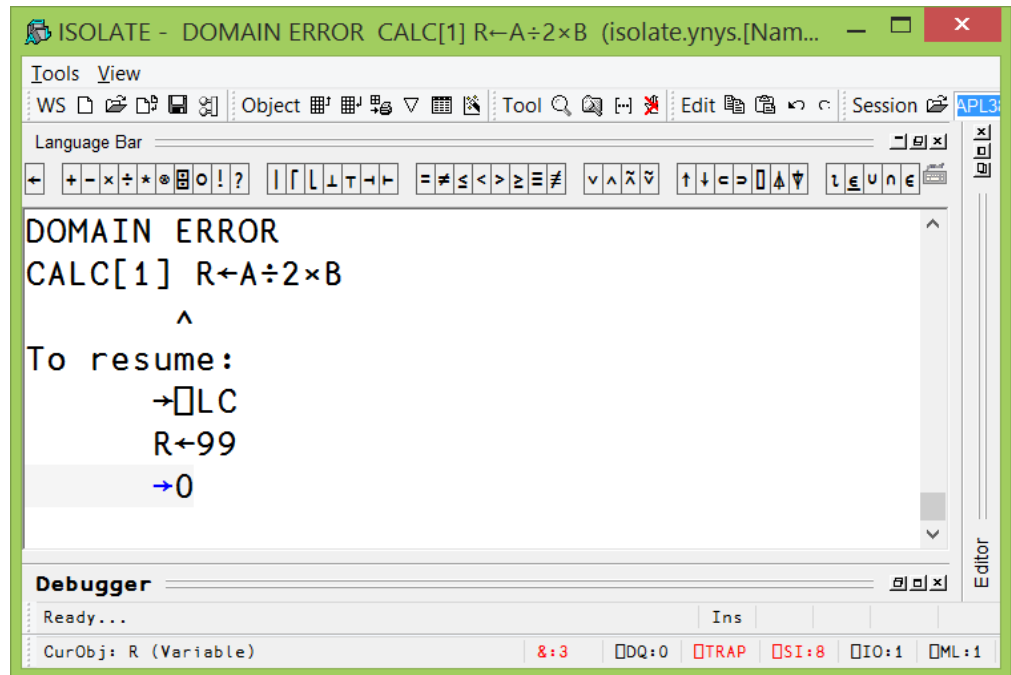 ISOLATE - DOMAIN ERROR CALC[1] R←A÷2×B (isolate.ynys.[Nam...
Tools View
WS Object Tool Edit Session APL38
Language Bar
← + - × ÷ * ⍟ ⌹ ○ ! ? | ⌈ ⌊ ⊥ ⊤ ⊣ ⊢ = ≠ ≤ < > ≥ ≡ ≢ ∨ ∧ ⍲ ⍱ ↑ ↓ ⊂ ⊃ ⌷ ⍋ ⍒ ⍳ ⍷ ∪ ∩ ∊
DOMAIN ERROR
CALC[1] R←A÷2×B
∧
To resume:
→⎕LC
R←99
→0
Editor
Debugger
Ready... Ins
CurObj: R (Variable) &:3 ⎕DQ:0 ⎕TRAP ⎕SI:8 ⎕IO:1 ⎕ML:1